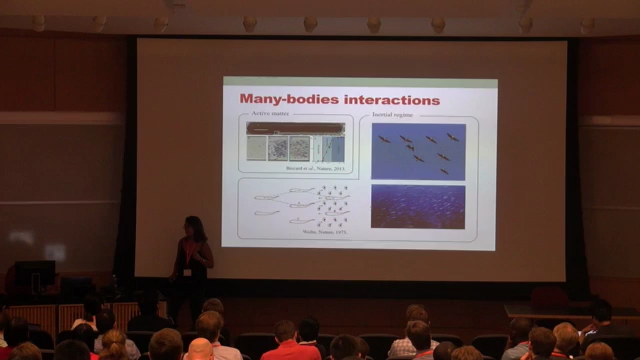 Many-bodies interactions
Active matter
Inertial regime
Bricard et al., Nature, 2013.
Weihs, Nature, 1973.